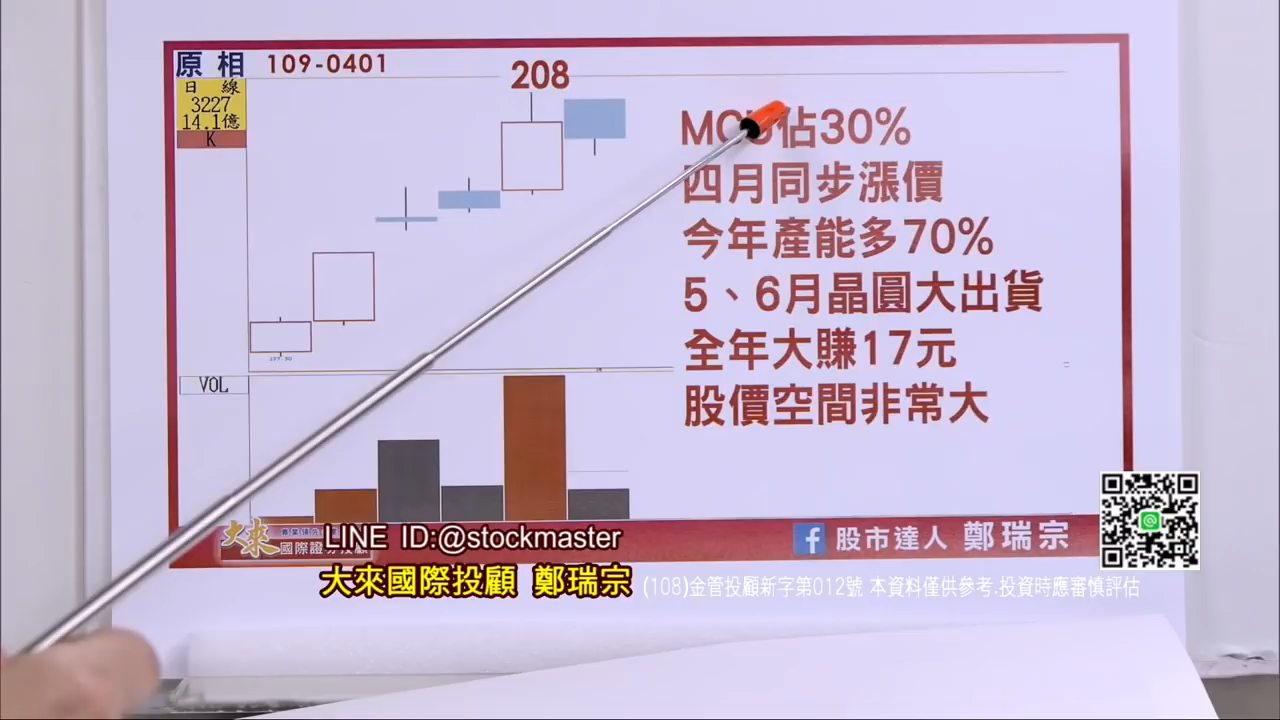 原相 109-0401
208
日 線
3227
14.1億
K
MCU佔30%
四月同步漲價
今年產能多70%
5、6月晶圓大出貨
全年大賺17元
股價空間非常大
VOL
大來
國際證券投顧
LINE ID:@stockmaster
股市達人 鄭瑞宗
大來國際投顧 鄭瑞宗
(108)金管投顧新字第012號 本資料僅供參考.投資時應審慎評估